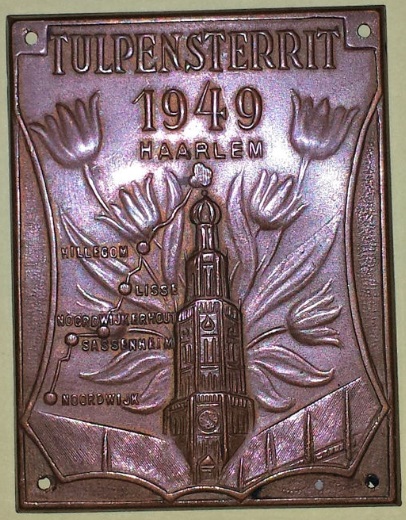 TULPENSTERRIT
1949
HAARLEM
HILLEGOM
LISSE
NOORDWIJKERHOUT
SASSENHEIM
NOORDWIJK